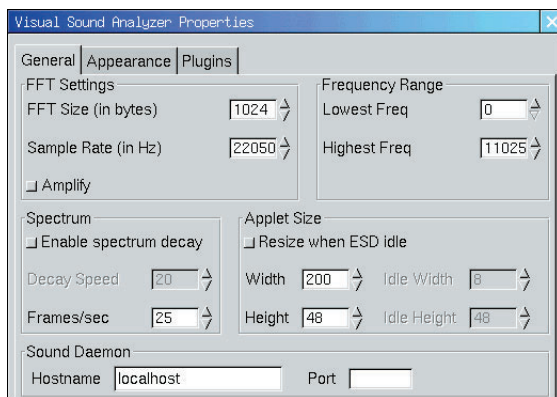 Visual Sound Analyzer Properties
General Appearance Plugins
FFT Settings
FFT Size (in bytes) 1024
Sample Rate (in Hz) 22050
Amplify
Frequency Range
Lowest Freq 0
Highest Freq 11025
Spectrum
Enable spectrum decay
Decay Speed 20
Frames/sec 25
Applet Size
Resize when ESD idle
Width 200 Idle Width 8
Height 48 Idle Height 48
Sound Daemon
Hostname localhost Port